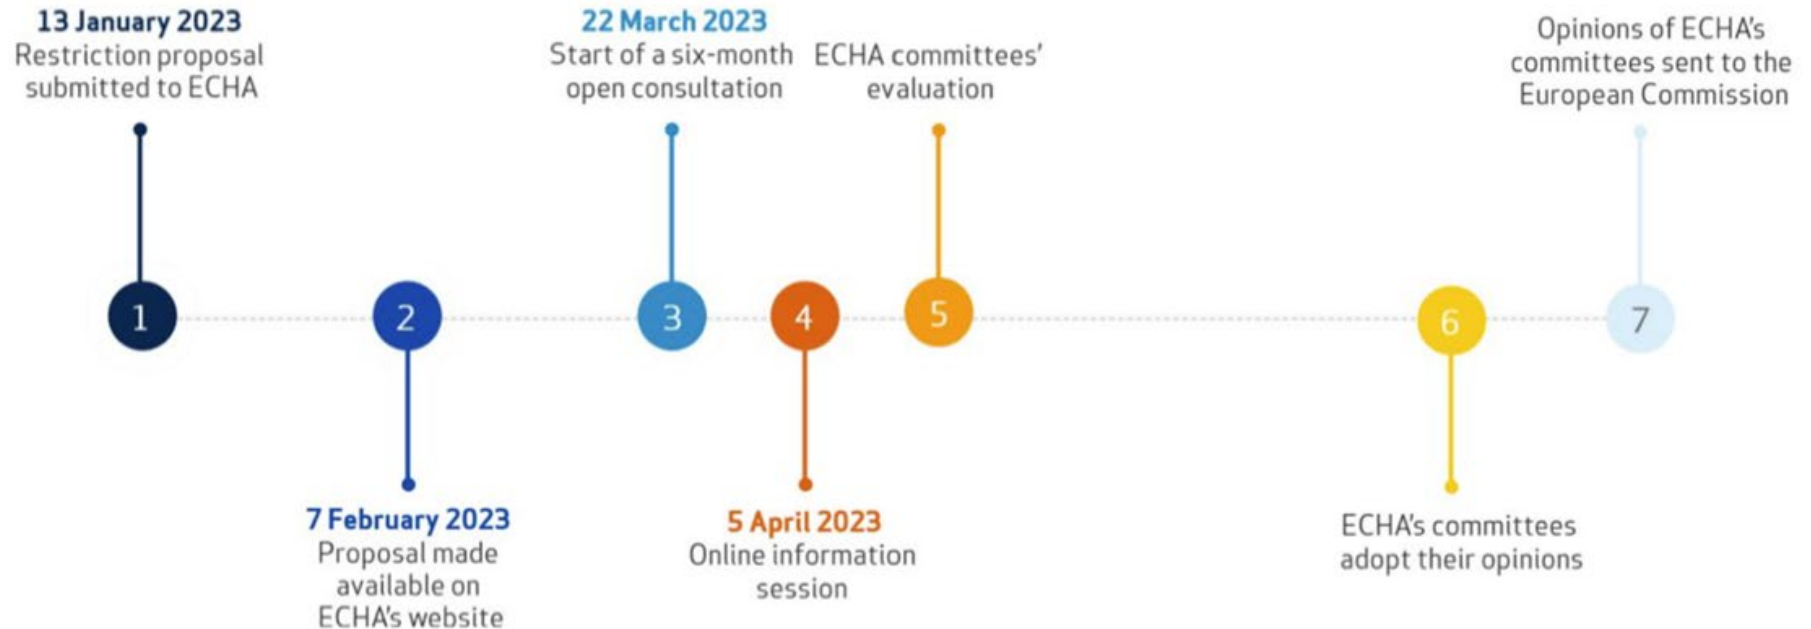 13 January 2023
Restriction proposal
submitted to ECHA
22 March 2023
Start of a six-month
open consultation
ECHA committees’
evaluation
Opinions of ECHA’s
committees sent to the
European Commission
1
2
3
4
5
6
7
7 February 2023
Proposal made
available on
ECHA’s website
5 April 2023
Online information
session
ECHA’s committees
adopt their opinions